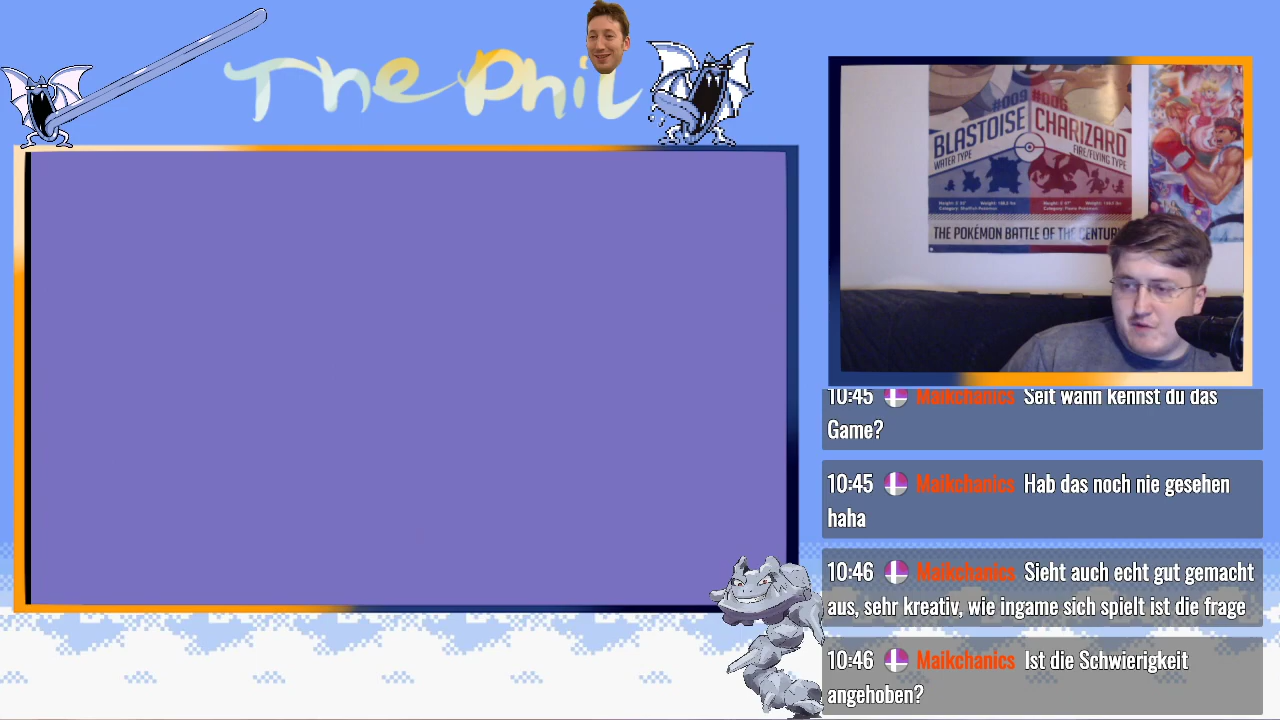 The Phil
#009 #006
BLASTOISE CHARIZARD
WATER TYPE FIRE/FLYING TYPE
THE POKÉMON BATTLE OF THE CENTURY
10:45 Maikchanics Seit wann kennst du das
Game?
10:45 Maikchanics Hab das noch nie gesehen
haha
10:46 Maikchanics Sieht auch echt gut gemacht
aus, sehr kreativ, wie ingame sich spielt ist die frage
10:46 Maikchanics Ist die Schwierigkeit
angehoben?